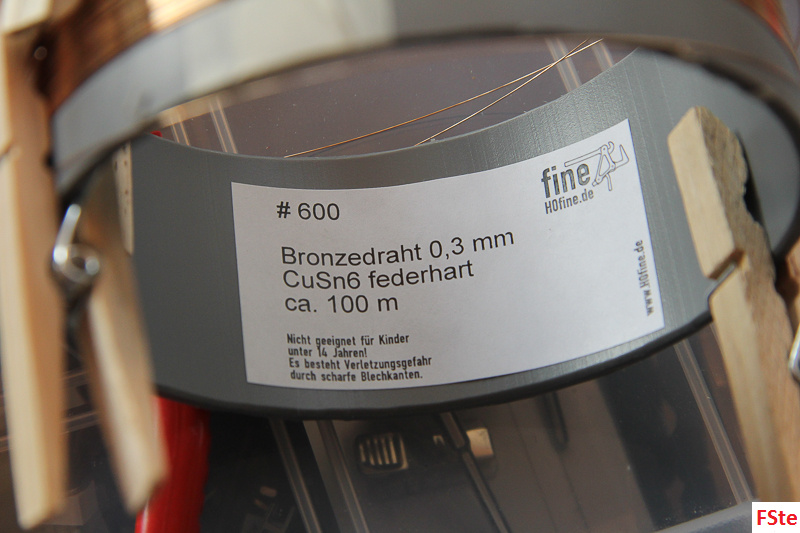 fine
H0fine.de
# 600
Bronzedraht 0,3 mm
CuSn6 federhart
ca. 100 m
Nicht geeignet für Kinder
unter 14 Jahren!
Es besteht Verletzungsgefahr
durch scharfe Blechkanten.
www.H0fine.de
FSte